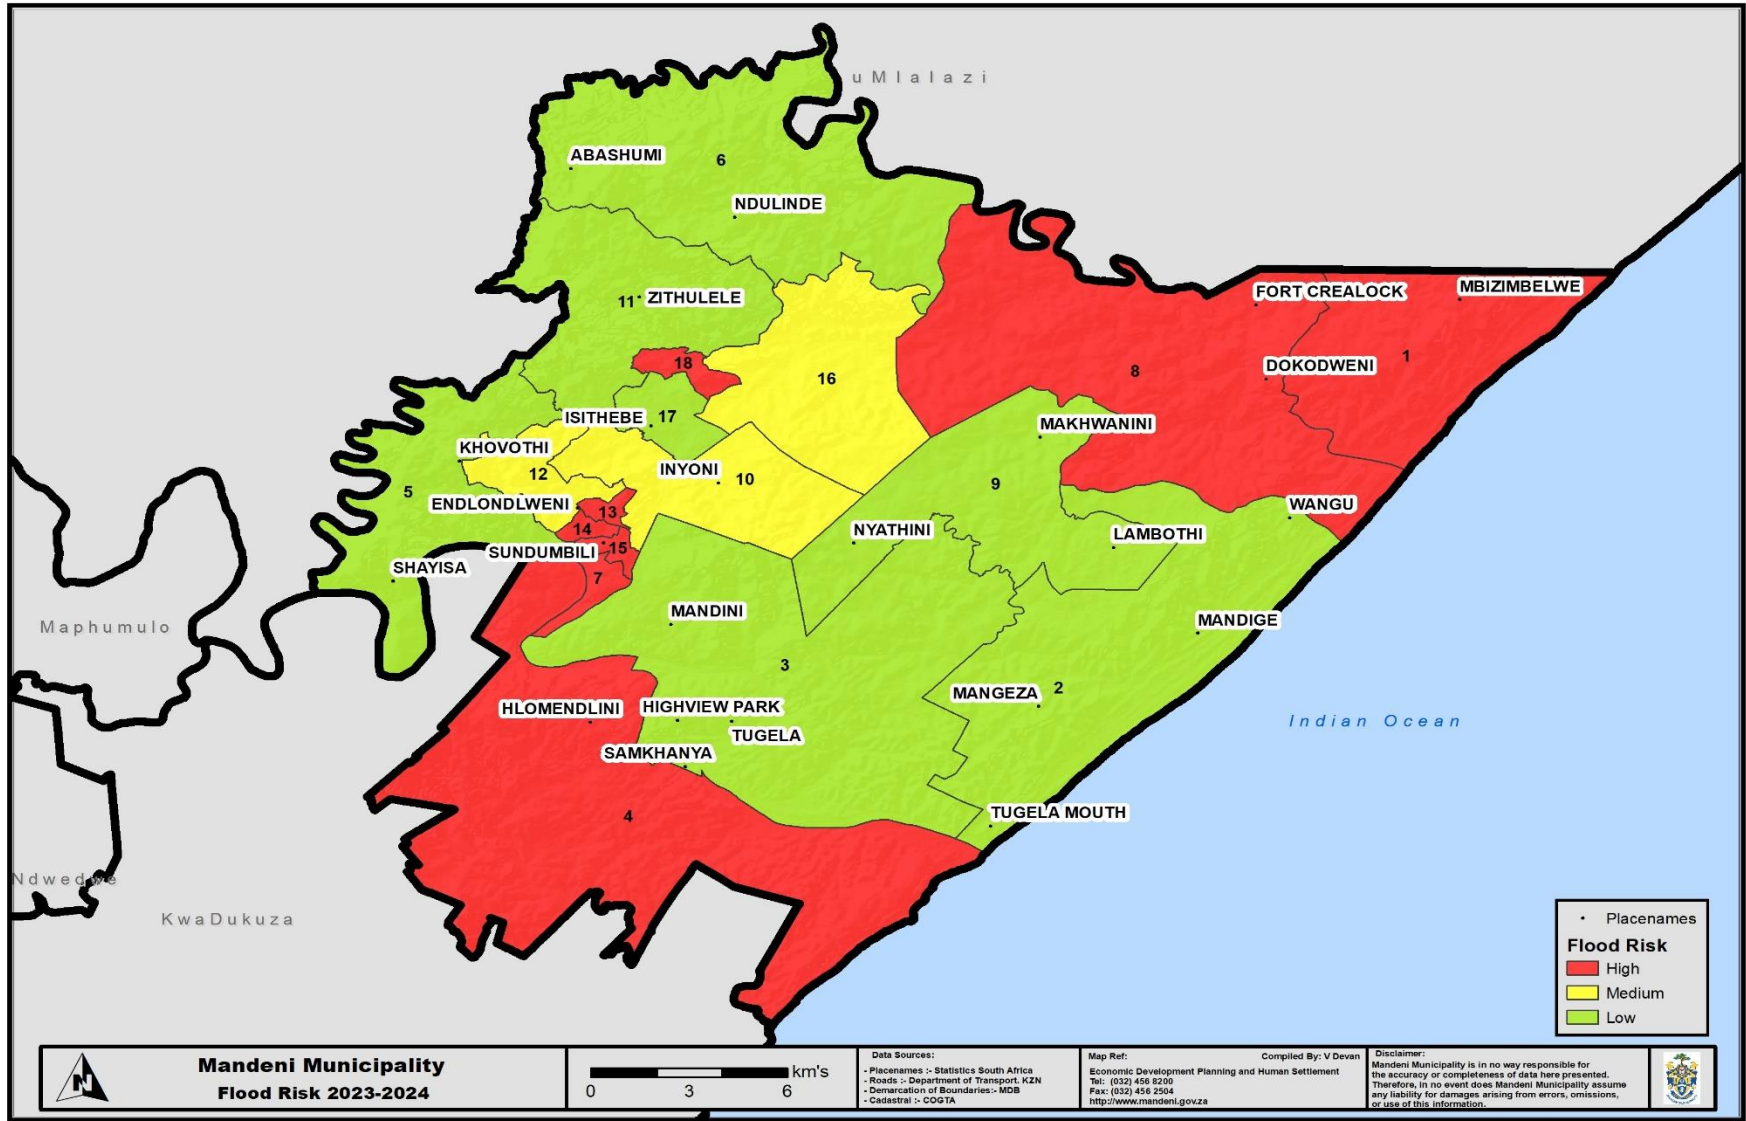 uMlalazi
ABASHUMI
6
NDULINDE
FORT CREALOCK
MBIZIMBELWE
11
ZITHULELE
18
16
8
DOKODWENI
1
ISITHEBE
17
MAKHWANINI
KHOVOTHI
12
INYONI
10
5
9
ENDLONDLWENI
13
WANGU
14
NYATHINI
LAMBOTHI
SUNDUMBILI
15
SHAYISA
7
MANDINI
MANDIGE
Maphumulo
3
MANGEZA
2
HLOMENDLINI
HIGHVIEW PARK
TUGELA
Indian Ocean
SAMKHANYA
4
TUGELA MOUTH
Ndwedwe
KwaDukuza
Placenames
Flood Risk
High
Medium
Low
N
Mandeni Municipality
Flood Risk 2023-2024
km's
0 3 6
Data Sources:
- Placenames :- Statistics South Africa
- Roads :- Department of Transport. KZN
- Demarcation of Boundaries:- MDB
- Cadastral :- COGTA
Map Ref: Compiled By: V Devan
Economic Development Planning and Human Settlement
Tel: (032) 456 8200
Fax: (032) 456 2504
http://www.mandeni.gov.za
Disclaimer:
Mandeni Municipality is in no way responsible for
the accuracy or completeness of data here presented.
Therefore, in no event does Mandeni Municipality assume
any liability for damages arising from errors, omissions,
or use of this information.